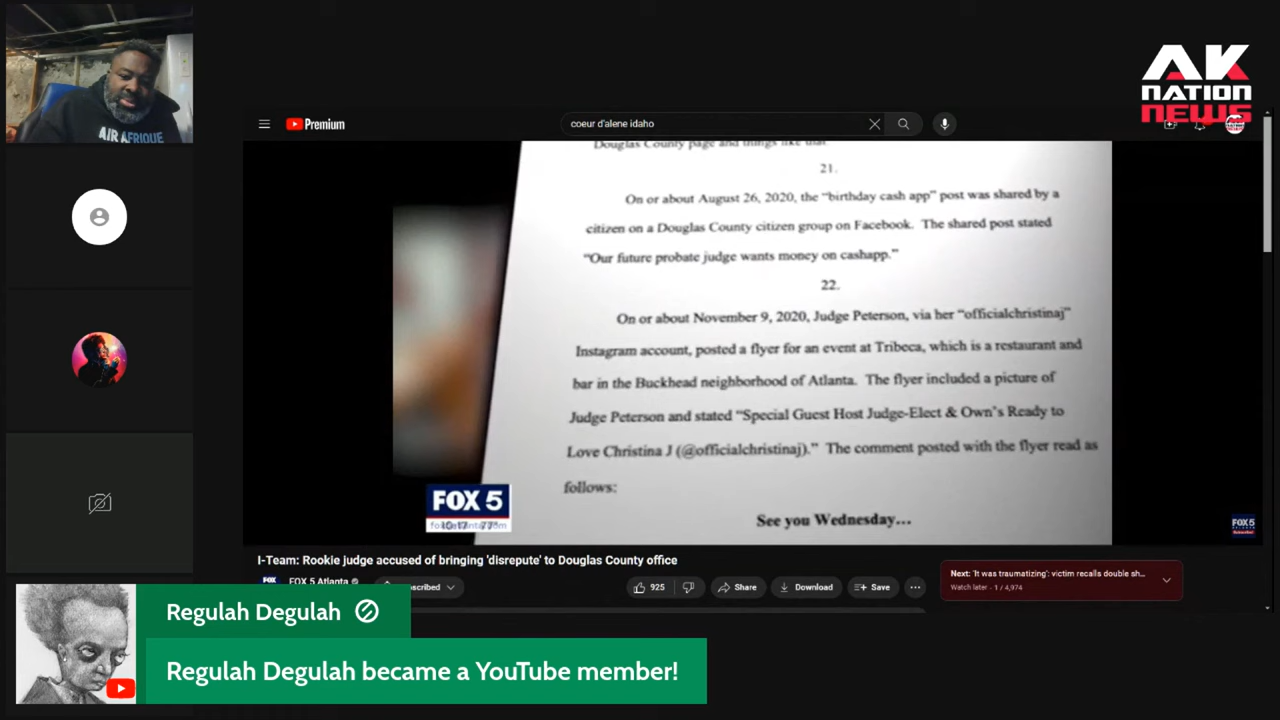 AIR AFRIQUE
AK
NATION
NEWS
Premium
coeur d'alene idaho
Douglas County page and things like that.
21.
On or about August 26, 2020, the "birthday cash app" post was shared by a
citizen on a Douglas County citizen group on Facebook. The shared post stated
"Our future probate judge wants money on cashapp."
22.
On or about November 9, 2020, Judge Peterson, via her "officialchristinaj"
Instagram account, posted a flyer for an event at Tribeca, which is a restaurant and
bar in the Buckhead neighborhood of Atlanta. The flyer included a picture of
Judge Peterson and stated "Special Guest Host Judge-Elect & Own's Ready to
Love Christina J (@officialchristinaj)." The comment posted with the flyer read as
follows:
See you Wednesday...
FOX 5
10:17 77°
FOX5
I-Team: Rookie judge accused of bringing 'disrepute' to Douglas County office
FOX 5 Atlanta
925
Share
Download
Save
Next: 'It was traumatizing': victim recalls double sh...
Watch later - 1 / 4,974
Regulah Degulah
Regulah Degulah became a YouTube member!